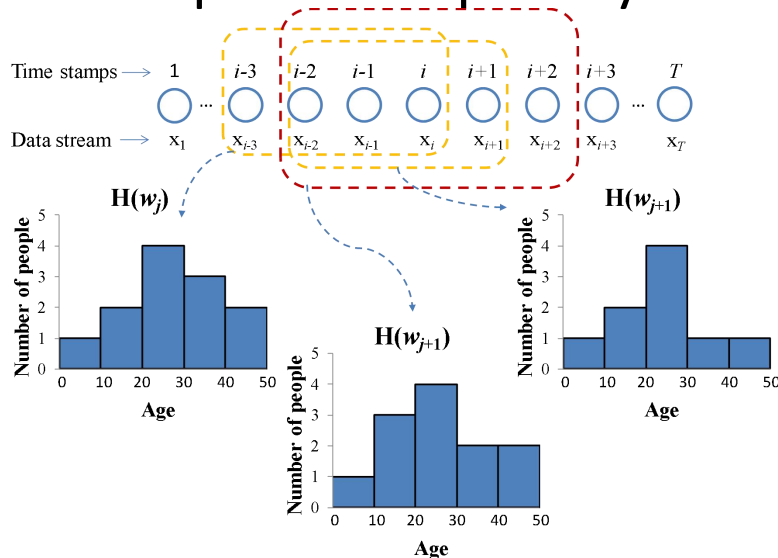 Time stamps 1 i-3 i-2 i-1 i i+1 i+2 i+3 T
... ...
Data stream x1 xi-3 xi-2 xi-1 xi xi+1 xi+2 xi+3 xT
H(wj)
Number of people
5
4
3
2
1
0
0 10 20 30 40 50
Age
H(wj+1)
Number of people
5
4
3
2
1
0
0 10 20 30 40 50
Age
H(wj+1)
Number of people
5
4
3
2
1
0
0 10 20 30 40 50
Age